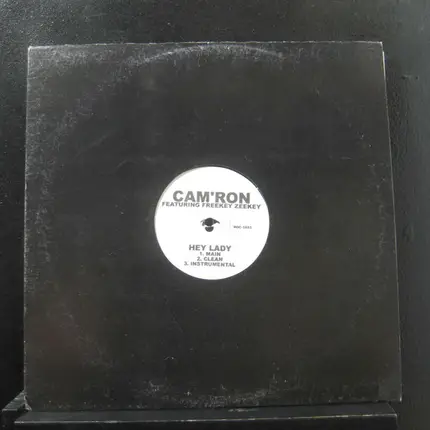 CAM'RON
FEATURING FREEKEY ZEEKEY
HEY LADY
1. MAIN
2. CLEAN
3. INSTRUMENTAL